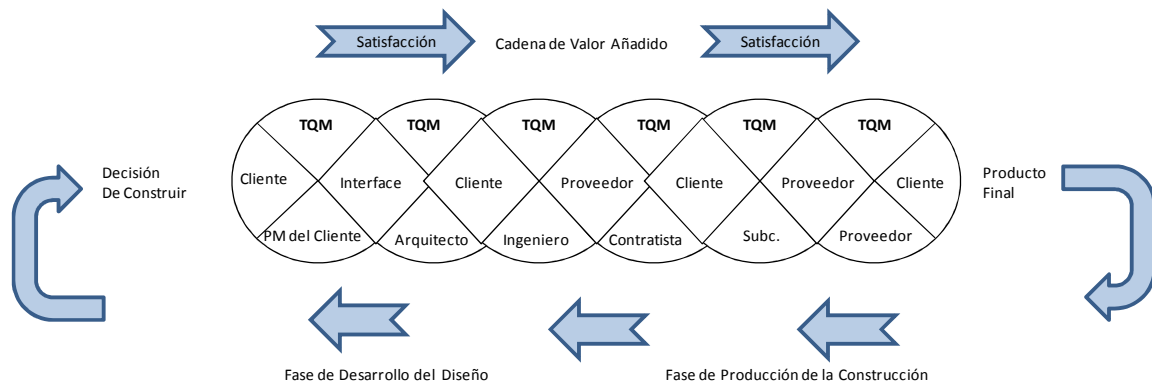 Satisfacción
Cadena de Valor Añadido
Satisfacción
TQM
TQM
TQM
TQM
TQM
TQM
Decisión
De Construir
Cliente
Interface
Cliente
Proveedor
Cliente
Proveedor
Cliente
Producto
Final
PM del Cliente
Arquitecto
Ingeniero
Contratista
Subc.
Proveedor
Fase de Desarrollo del Diseño
Fase de Producción de la Construcción